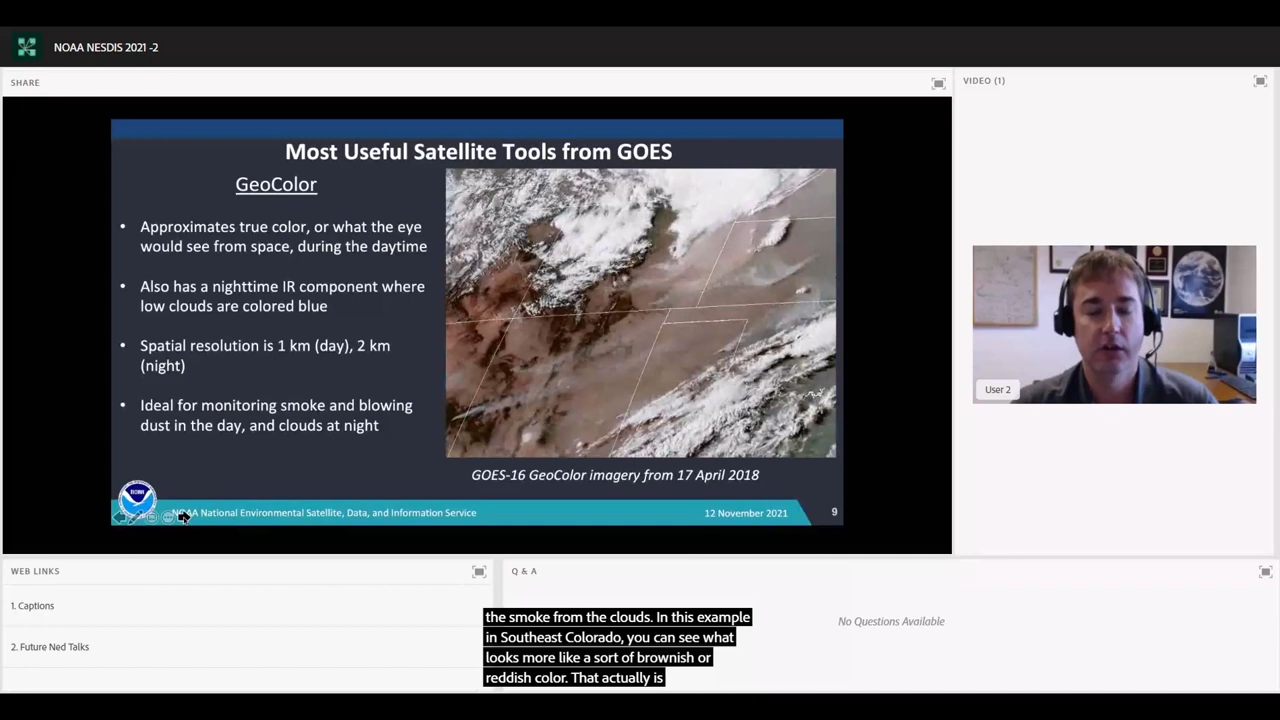 NOAA NESDIS 2021 -2
SHARE
VIDEO (1)
Most Useful Satellite Tools from GOES
GeoColor
• Approximates true color, or what the eye
would see from space, during the daytime
• Also has a nighttime IR component where
low clouds are colored blue
• Spatial resolution is 1 km (day), 2 km
(night)
• Ideal for monitoring smoke and blowing
dust in the day, and clouds at night
GOES-16 GeoColor imagery from 17 April 2018
NOAA
NOAA National Environmental Satellite, Data, and Information Service
12 November 2021
9
User 2
WEB LINKS
1. Captions
2. Future Ned Talks
Q & A
No Questions Available
the smoke from the clouds. In this example
in Southeast Colorado, you can see what
looks more like a sort of brownish or
reddish color. That actually is